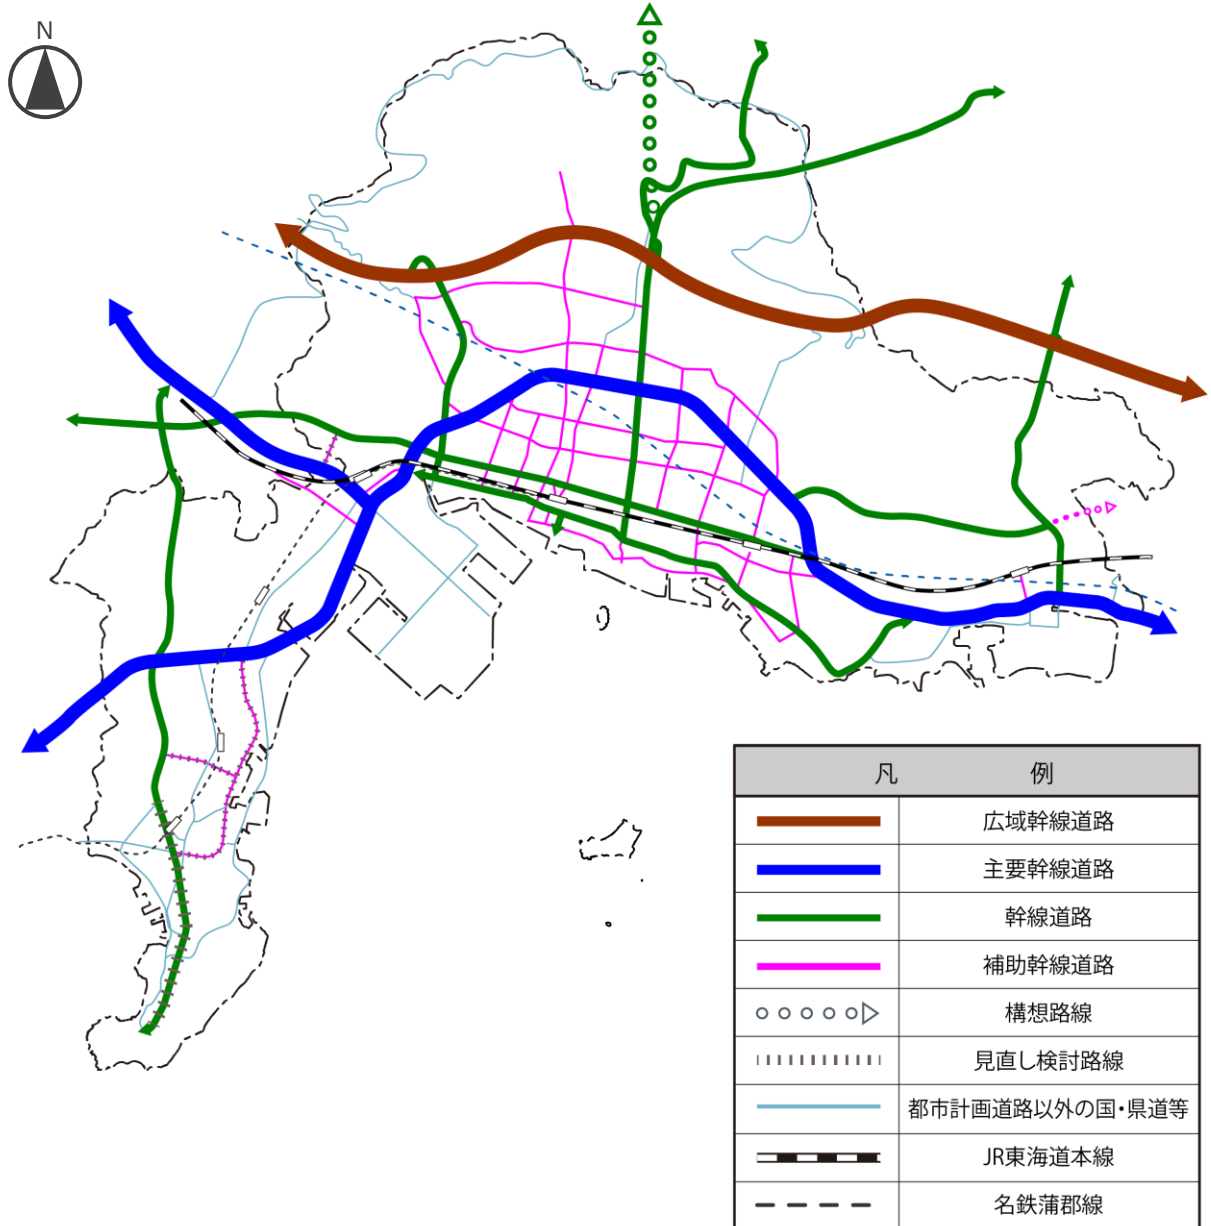 N
凡 例
広域幹線道路
主要幹線道路
幹線道路
補助幹線道路
構想路線
見直し検討路線
都市計画道路以外の国・県道等
JR東海道本線
名鉄蒲郡線